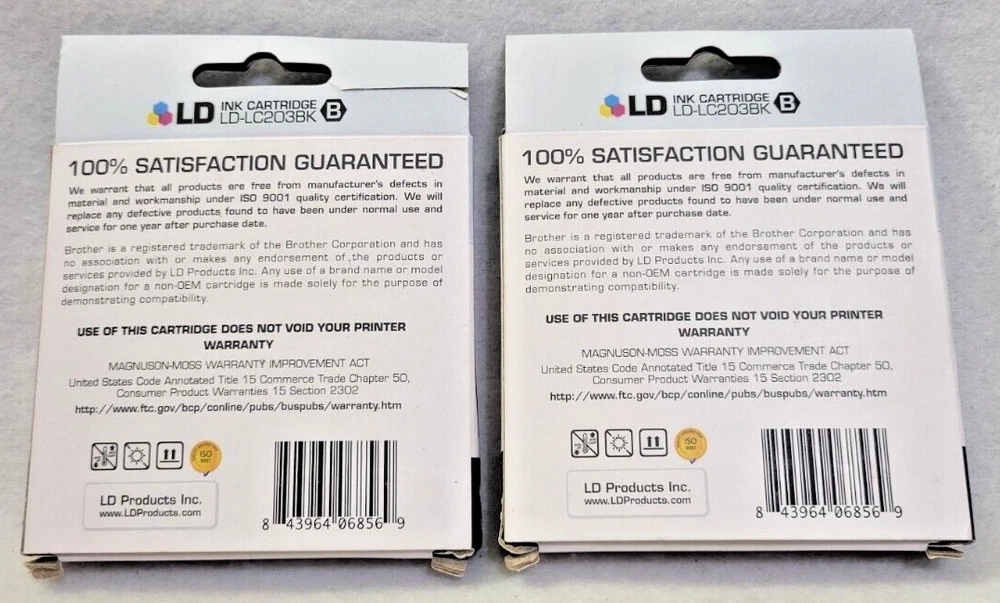 LD INK CARTRIDGE
LD-LC203BK B
100% SATISFACTION GUARANTEED
We warrant that all products are free from manufacturer's defects in
material and workmanship under ISO 9001 quality certification. We will
replace any defective products found to have been under normal use and
service for one year after purchase date.
Brother is a registered trademark of the Brother Corporation and has
no association with or makes any endorsement of the products or
services provided by LD Products Inc. Any use of a brand name or model
designation for a non-OEM cartridge is made solely for the purpose of
demonstrating compatibility.
USE OF THIS CARTRIDGE DOES NOT VOID YOUR PRINTER
WARRANTY
MAGNUSON-MOSS WARRANTY IMPROVEMENT ACT
United States Code Annotated Title 15 Commerce Trade Chapter 50,
Consumer Product Warranties 15 Section 2302
http://www.ftc.gov/bcp/conline/pubs/buspubs/warranty.htm
ISO
9001
LD Products Inc.
www.LDProducts.com
8 43964 06856 9
LD INK CARTRIDGE
LD-LC203BK B
100% SATISFACTION GUARANTEED
We warrant that all products are free from manufacturer's defects in
material and workmanship under ISO 9001 quality certification. We will
replace any defective products found to have been under normal use and
service for one year after purchase date.
Brother is a registered trademark of the Brother Corporation and has
no association with or makes any endorsement of the products or
services provided by LD Products Inc. Any use of a brand name or model
designation for a non-OEM cartridge is made solely for the purpose of
demonstrating compatibility.
USE OF THIS CARTRIDGE DOES NOT VOID YOUR PRINTER
WARRANTY
MAGNUSON-MOSS WARRANTY IMPROVEMENT ACT
United States Code Annotated Title 15 Commerce Trade Chapter 50,
Consumer Product Warranties 15 Section 2302
http://www.ftc.gov/bcp/conline/pubs/buspubs/warranty.htm
ISO
9001
LD Products Inc.
www.LDProducts.com
8 43964 06856 9